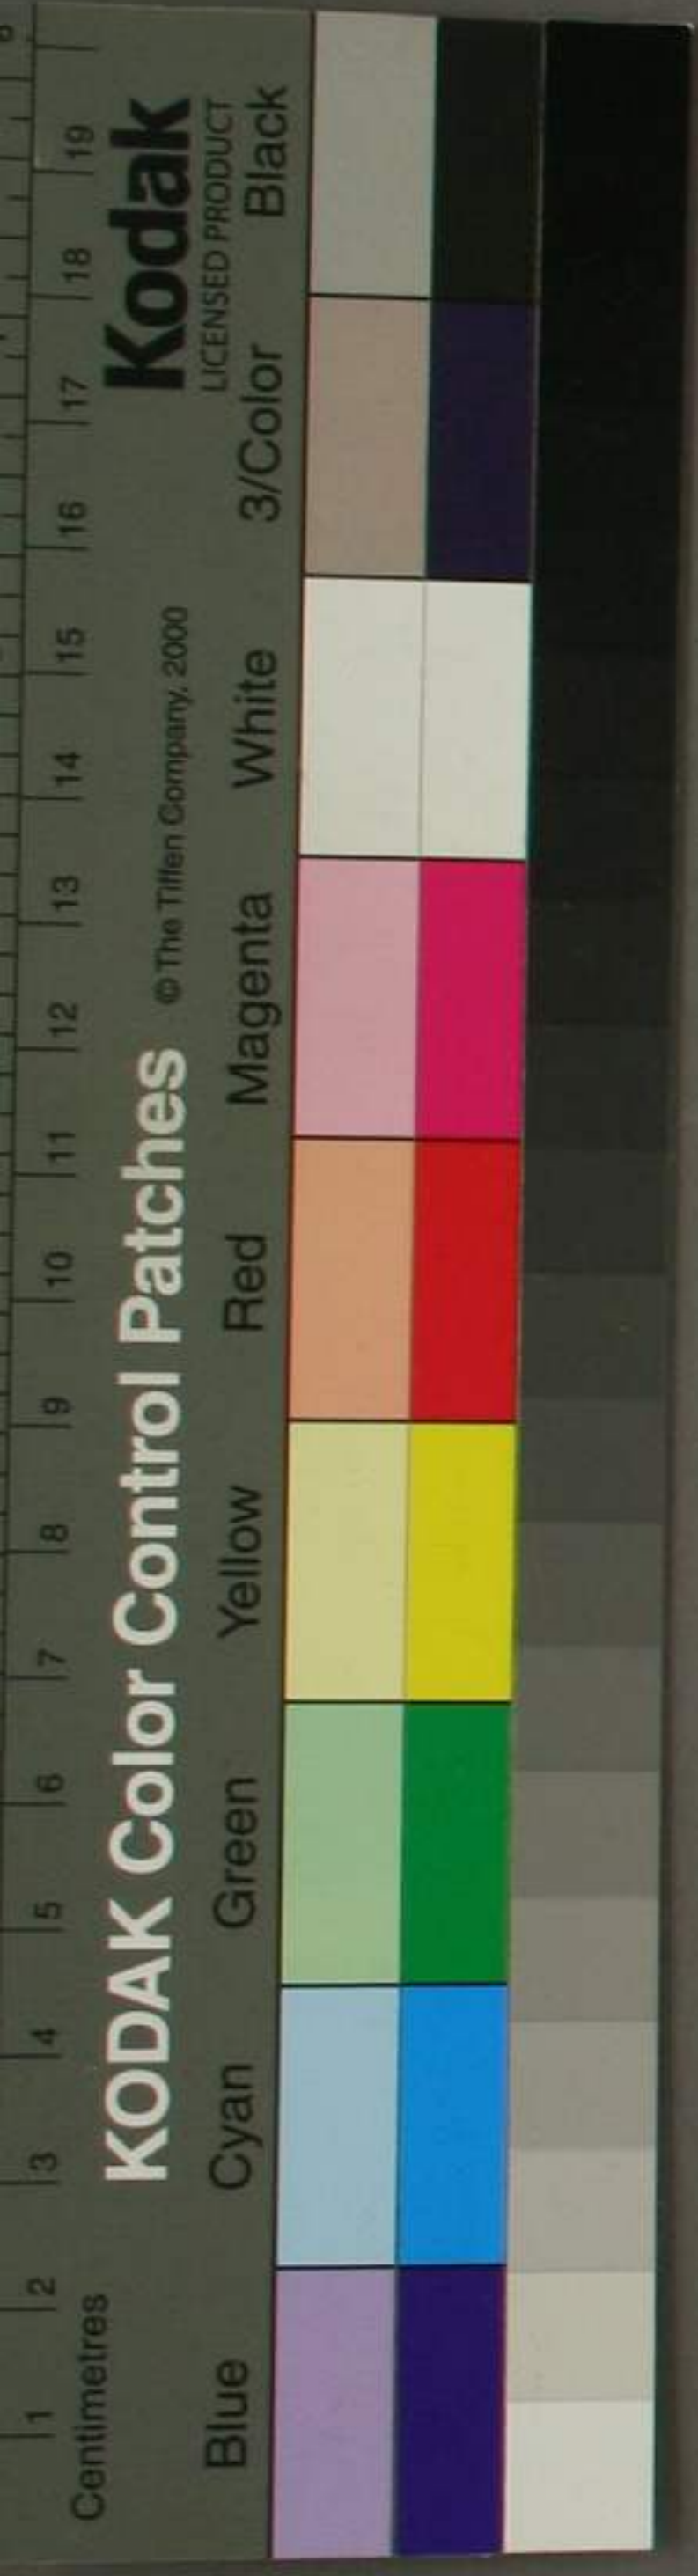 Centimetres
1 2 3 4 5 6 7 8 9 10 11 12 13 14 15 16 17 18 19
KODAK Color Control Patches © The Tiffen Company, 2000
Kodak
LICENSED PRODUCT
Blue Cyan Green Yellow Red Magenta White 3/Color Black